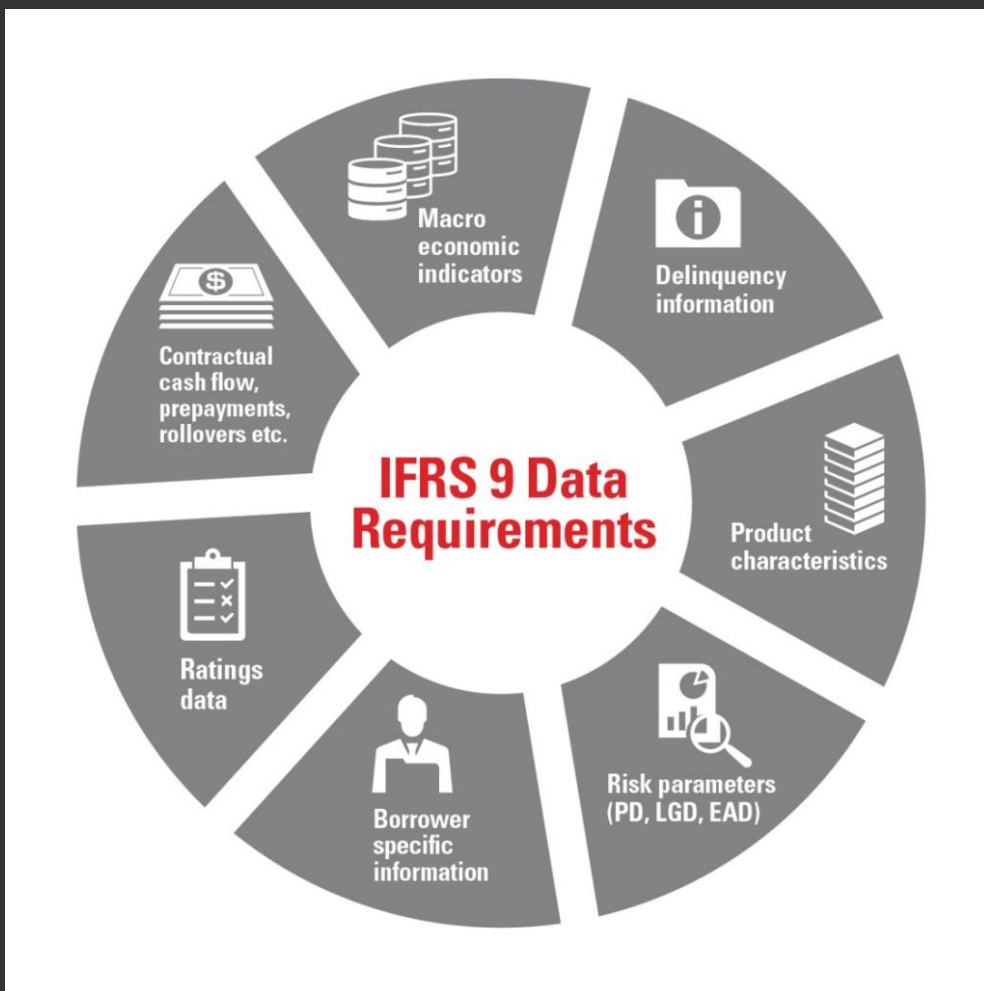 Macro
economic
indicators
Delinquency
information
Product
characteristics
Risk parameters
(PD, LGD, EAD)
Borrower
specific
information
Ratings
data
Contractual
cash flow,
prepayments,
rollovers etc.
IFRS 9 Data
Requirements
$
i